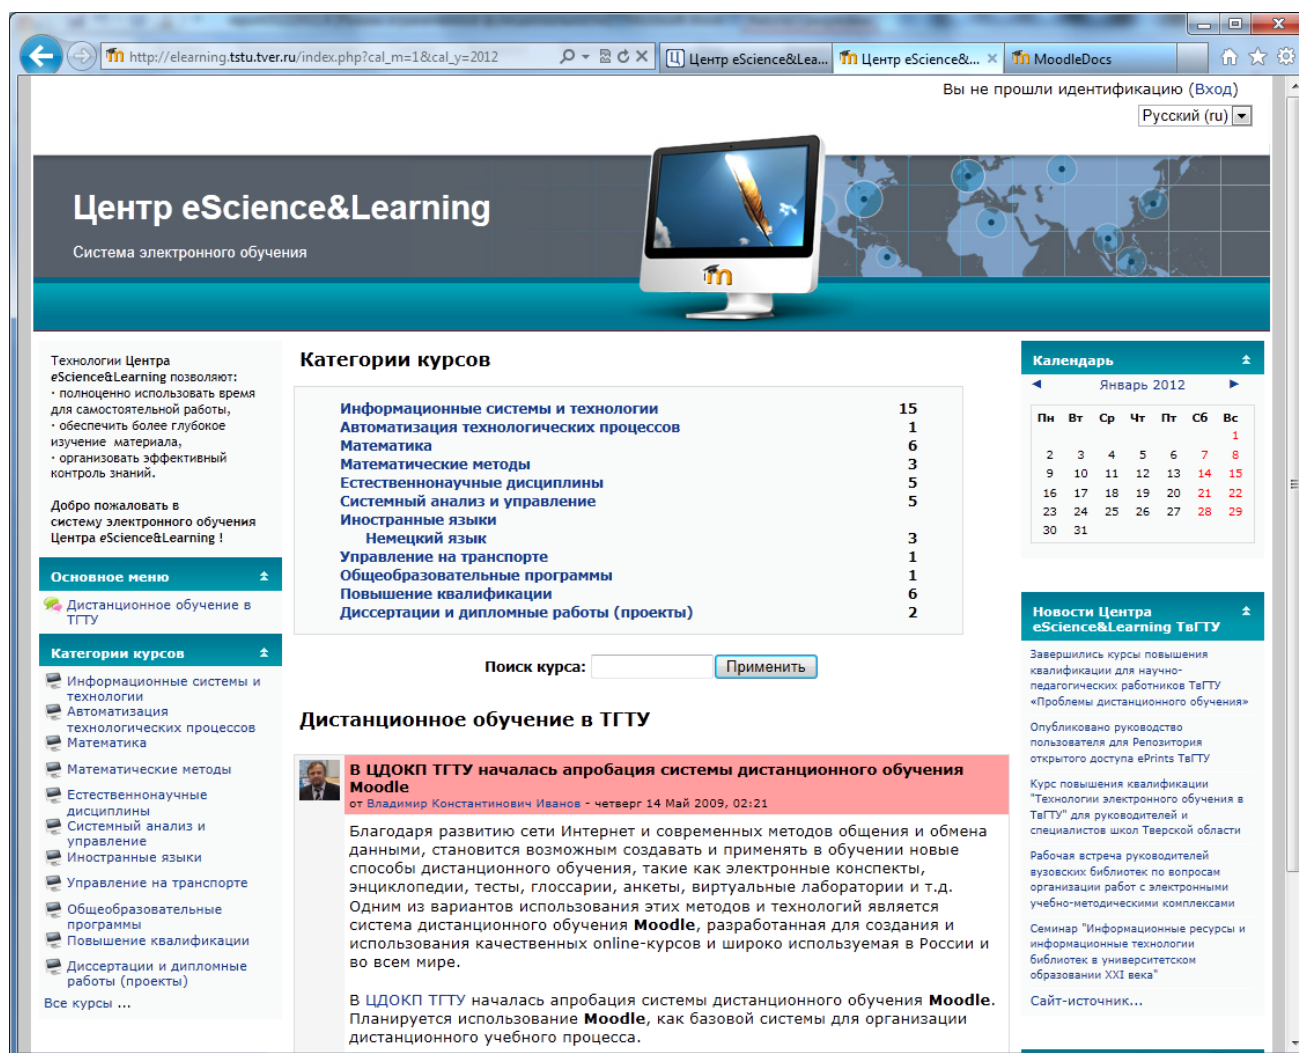 http://elearning.tstu.tver.ru/index.php?cal_m=1&cal_y=2012
Центр eScience&Lea...
Центр eScience&...
MoodleDocs
Вы не прошли идентификацию (Вход)
Русский (ru)
Центр eScience&Learning
Система электронного обучения
Технологии Центра
eScience&Learning позволяют:
· полноценно использовать время
для самостоятельной работы,
· обеспечить более глубокое
изучение материала,
· организовать эффективный
контроль знаний.
Добро пожаловать в
систему электронного обучения
Центра eScience&Learning !
Основное меню
Дистанционное обучение в
ТГТУ
Категории курсов
Информационные системы и
технологии
Автоматизация
технологических процессов
Математика
Математические методы
Естественнонаучные
дисциплины
Системный анализ и
управление
Иностранные языки
Управление на транспорте
Общеобразовательные
программы
Повышение квалификации
Диссертации и дипломные
работы (проекты)
Все курсы ...
Категории курсов
Информационные системы и технологии 15
Автоматизация технологических процессов 1
Математика 6
Математические методы 3
Естественнонаучные дисциплины 5
Системный анализ и управление 5
Иностранные языки
Немецкий язык 3
Управление на транспорте 1
Общеобразовательные программы 1
Повышение квалификации 6
Диссертации и дипломные работы (проекты) 2
Поиск курса: Применить
Дистанционное обучение в ТГТУ
В ЦДОКП ТГТУ началась апробация системы дистанционного обучения
Moodle
от Владимир Константинович Иванов - четверг 14 Май 2009, 02:21
Благодаря развитию сети Интернет и современных методов общения и обмена
данными, становится возможным создавать и применять в обучении новые
способы дистанционного обучения, такие как электронные конспекты,
энциклопедии, тесты, глоссарии, анкеты, виртуальные лаборатории и т.д.
Одним из вариантов использования этих методов и технологий является
система дистанционного обучения Moodle, разработанная для создания и
использования качественных online-курсов и широко используемая в России и
во всем мире.
В ЦДОКП ТГТУ началась апробация системы дистанционного обучения Moodle.
Планируется использование Moodle, как базовой системы для организации
дистанционного учебного процесса.
Календарь
Январь 2012
Пн Вт Ср Чт Пт Сб Вс
1
2 3 4 5 6 7 8
9 10 11 12 13 14 15
16 17 18 19 20 21 22
23 24 25 26 27 28 29
30 31
Новости Центра
eScience&Learning ТвГТУ
Завершились курсы повышения
квалификации для научно-
педагогических работников ТвГТУ
«Проблемы дистанционного обучения»
Опубликовано руководство
пользователя для Репозитория
открытого доступа ePrints ТвГТУ
Курс повышения квалификации
"Технологии электронного обучения в
ТвГТУ" для руководителей и
специалистов школ Тверской области
Рабочая встреча руководителей
вузовских библиотек по вопросам
организации работ с электронными
учебно-методическими комплексами
Семинар "Информационные ресурсы и
информационные технологии
библиотек в университетском
образовании XXI века"
Сайт-источник...